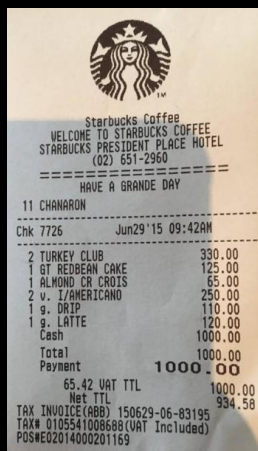 TM
Starbucks Coffee
WELCOME TO STARBUCKS COFFEE
STARBUCKS PRESIDENT PLACE HOTEL
(02) 651-2960
==================
HAVE A GRANDE DAY
11 CHANARON
Chk 7726 Jun29'15 09:42AM
2 TURKEY CLUB 330.00
1 GT REDBEAN CAKE 125.00
1 ALMOND CR CROIS 65.00
2 v. I/AMERICANO 250.00
1 g. DRIP 110.00
1 g. LATTE 120.00
Cash 1000.00
Total 1000.00
Payment 1000.00
65.42 VAT TTL 1000.00
Net TTL 934.58
TAX INVOICE(ABB) 150629-06-83195
TAX# 0105541008688(VAT Included)
POS#E02014000201169